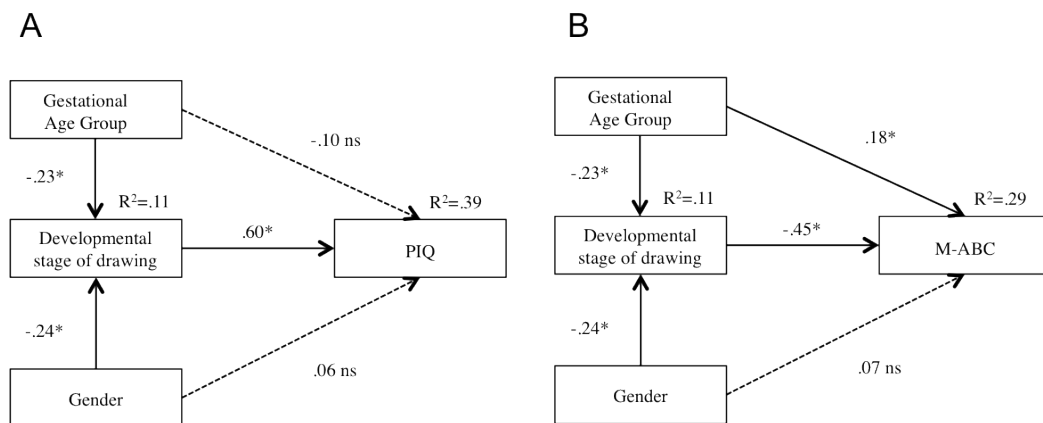 A
Gestational
Age Group
-.10 ns
-.23*
R²=.11
R²=.39
Developmental
stage of drawing
.60*
PIQ
-.24*
.06 ns
Gender
B
Gestational
Age Group
.18*
-.23*
R²=.11
R²=.29
Developmental
stage of drawing
-.45*
M-ABC
-.24*
.07 ns
Gender